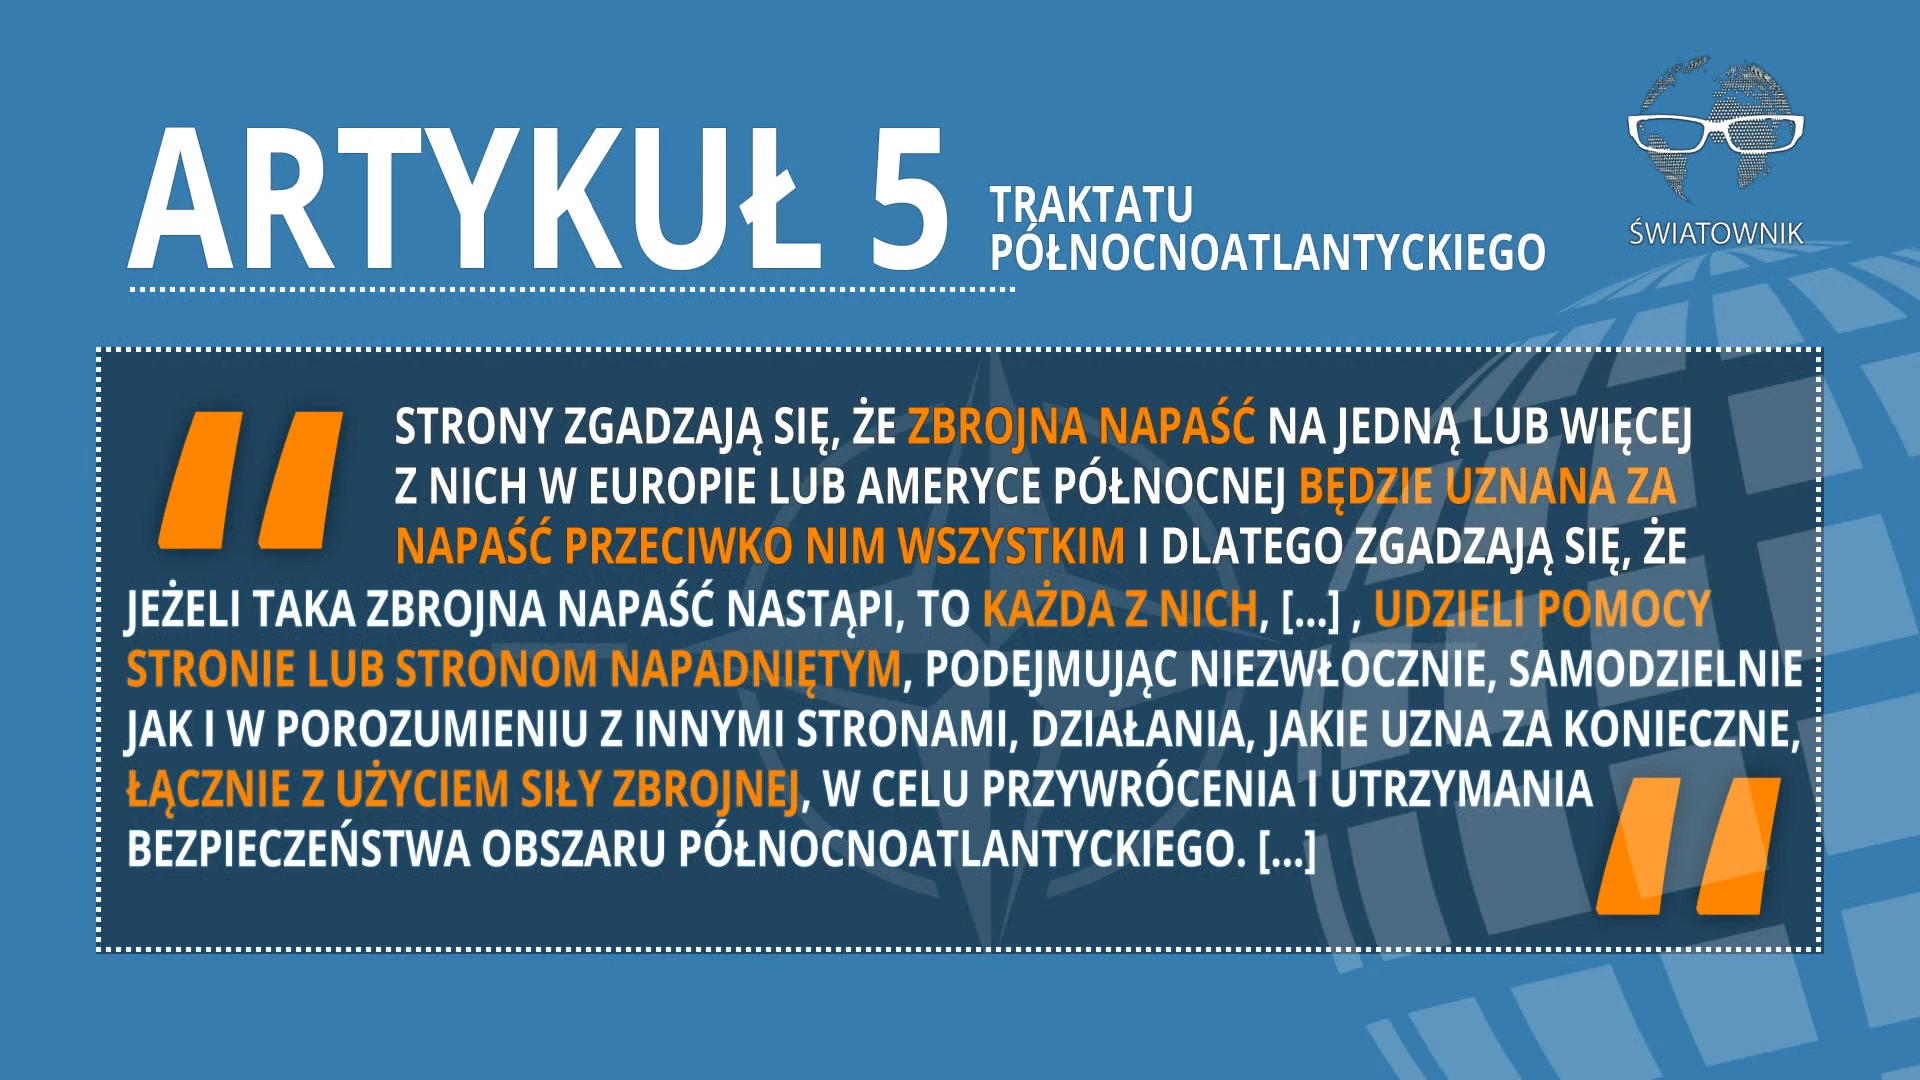 ARTYKUŁ 5
TRAKTATU
PÓŁNOCNOATLANTYCKIEGO
ŚWIATOWNIK
STRONY ZGADZAJĄ SIĘ, ŻE ZBROJNA NAPAŚĆ NA JEDNĄ LUB WIĘCEJ
Z NICH W EUROPIE LUB AMERYCE PÓŁNOCNEJ BĘDZIE UZNANA ZA
NAPAŚĆ PRZECIWKO NIM WSZYSTKIM I DLATEGO ZGADZAJĄ SIĘ, ŻE
JEŻELI TAKA ZBROJNA NAPAŚĆ NASTĄPI, TO KAŻDA Z NICH, [...] , UDZIELI POMOCY
STRONIE LUB STRONOM NAPADNIĘTYM, PODEJMUJĄC NIEZWŁOCZNIE, SAMODZIELNIE
JAK I W POROZUMIENIU Z INNYMI STRONAMI, DZIAŁANIA, JAKIE UZNA ZA KONIECZNE,
ŁĄCZNIE Z UŻYCIEM SIŁY ZBROJNEJ, W CELU PRZYWRÓCENIA I UTRZYMANIA
BEZPIECZEŃSTWA OBSZARU PÓŁNOCNOATLANTYCKIEGO. [...]